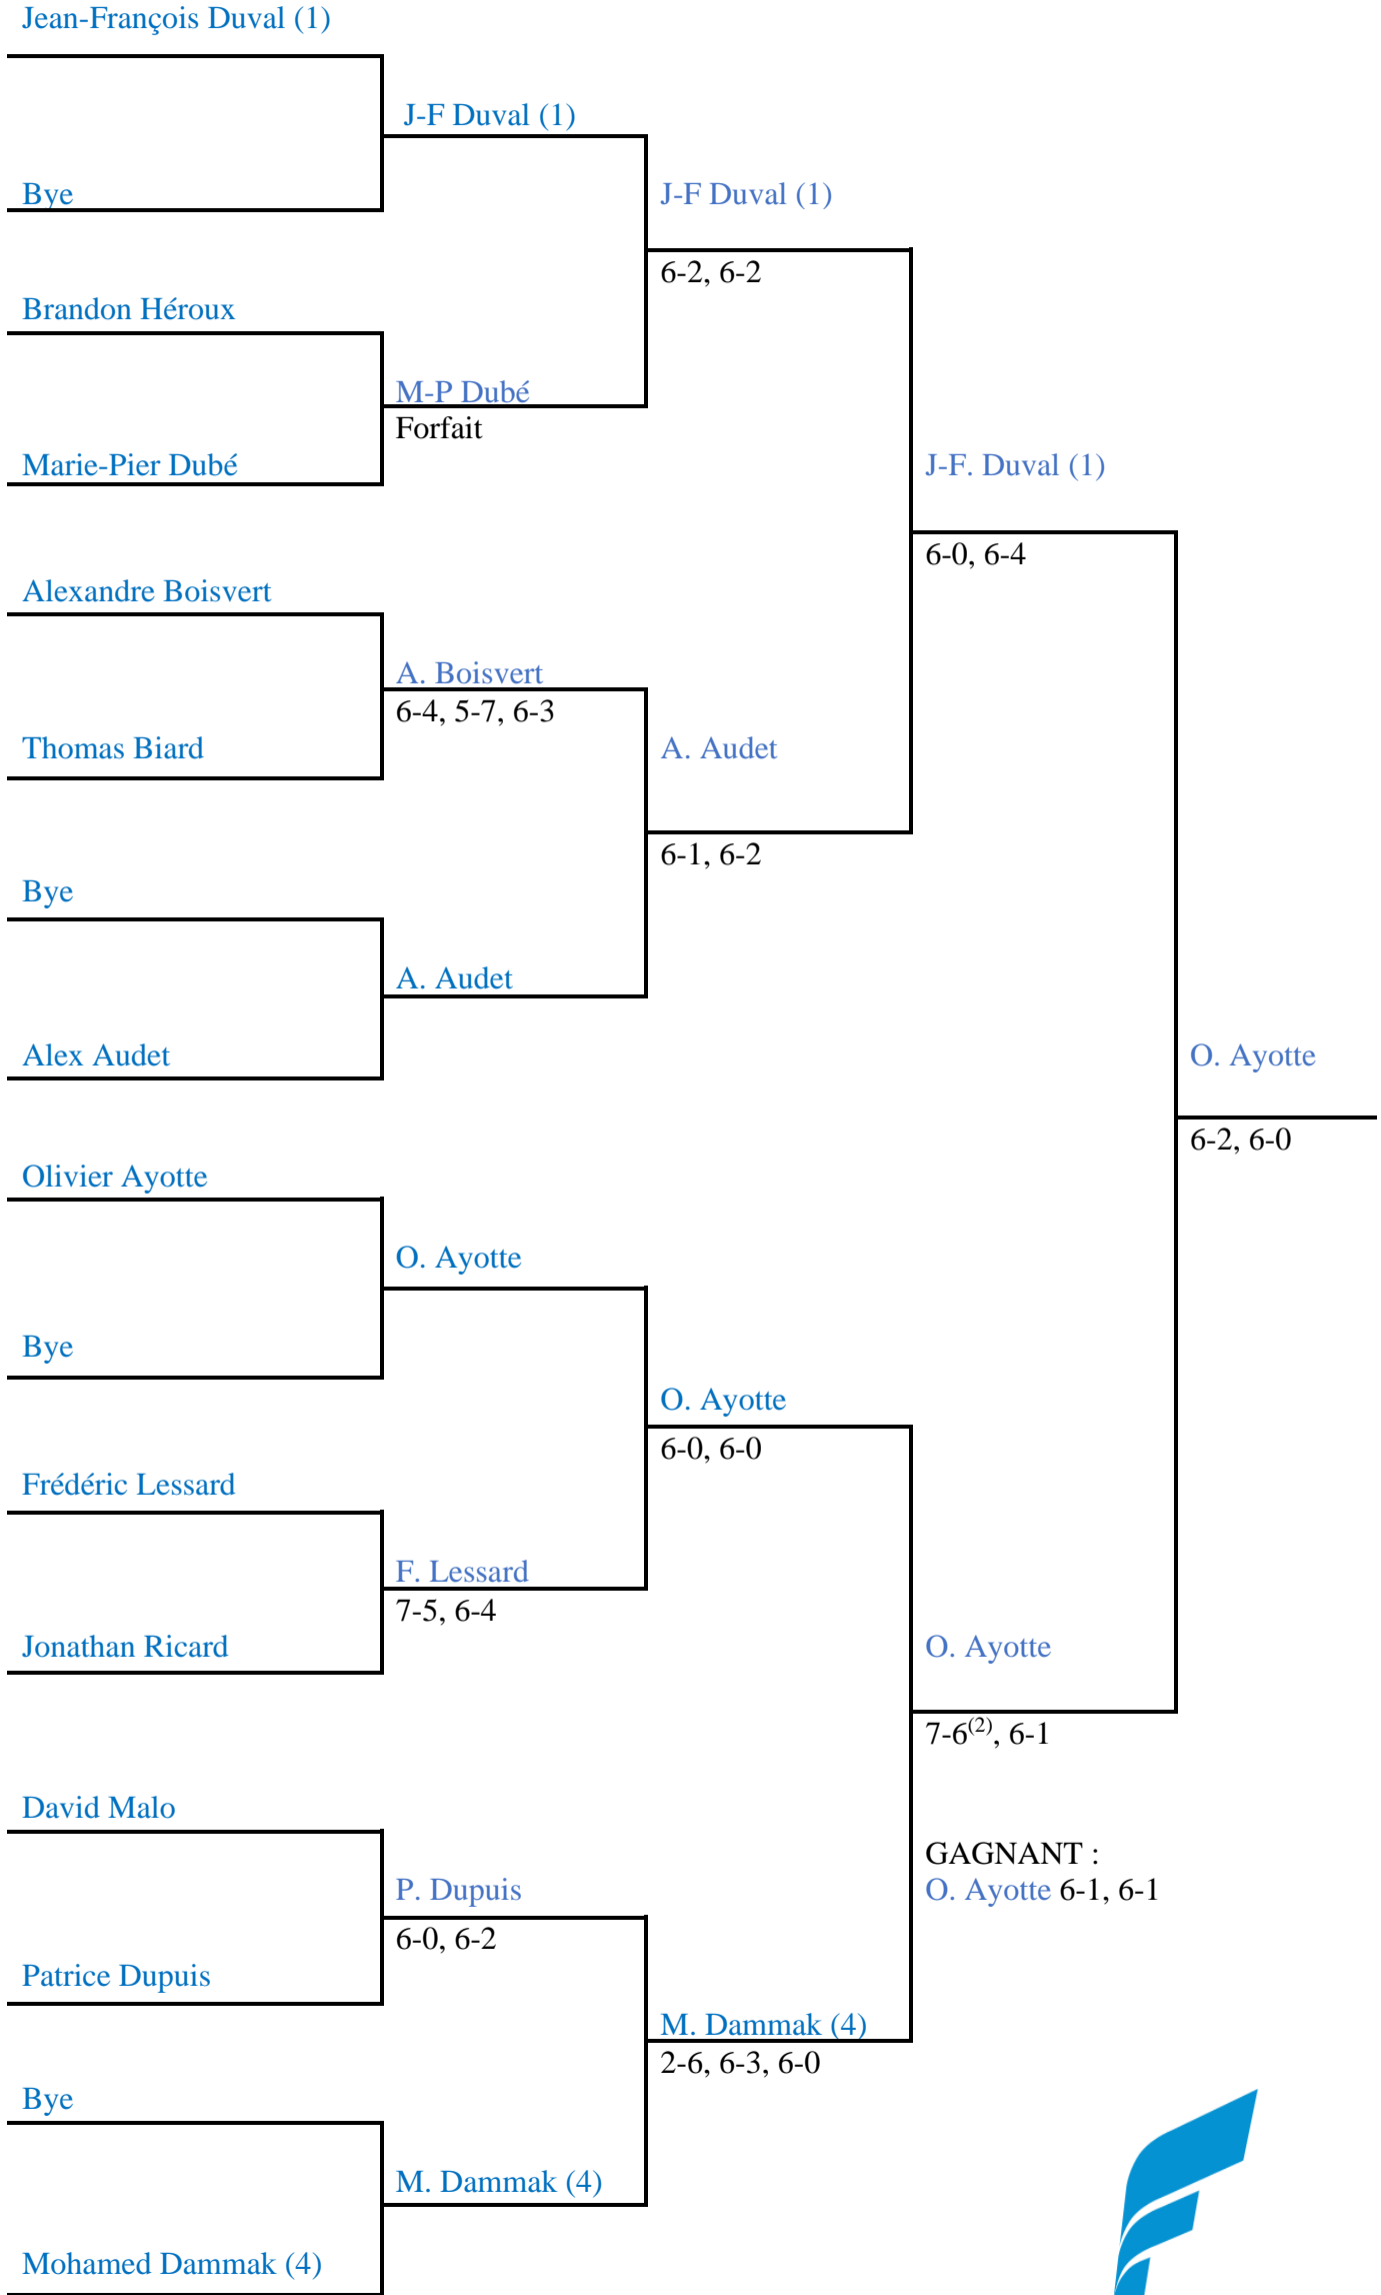 Jean-François Duval (1)
J-F Duval (1)
Bye
J-F Duval (1)
6-2, 6-2
Brandon Héroux
M-P Dubé
Forfait
Marie-Pier Dubé
J-F. Duval (1)
6-0, 6-4
Alexandre Boisvert
A. Boisvert
6-4, 5-7, 6-3
Thomas Biard
A. Audet
6-1, 6-2
Bye
A. Audet
Alex Audet
O. Ayotte
6-2, 6-0
Olivier Ayotte
O. Ayotte
Bye
O. Ayotte
6-0, 6-0
Frédéric Lessard
F. Lessard
7-5, 6-4
Jonathan Ricard
O. Ayotte
7-6(2), 6-1
David Malo
GAGNANT :
O. Ayotte 6-1, 6-1
P. Dupuis
6-0, 6-2
Patrice Dupuis
M. Dammak (4)
2-6, 6-3, 6-0
Bye
M. Dammak (4)
Mohamed Dammak (4)